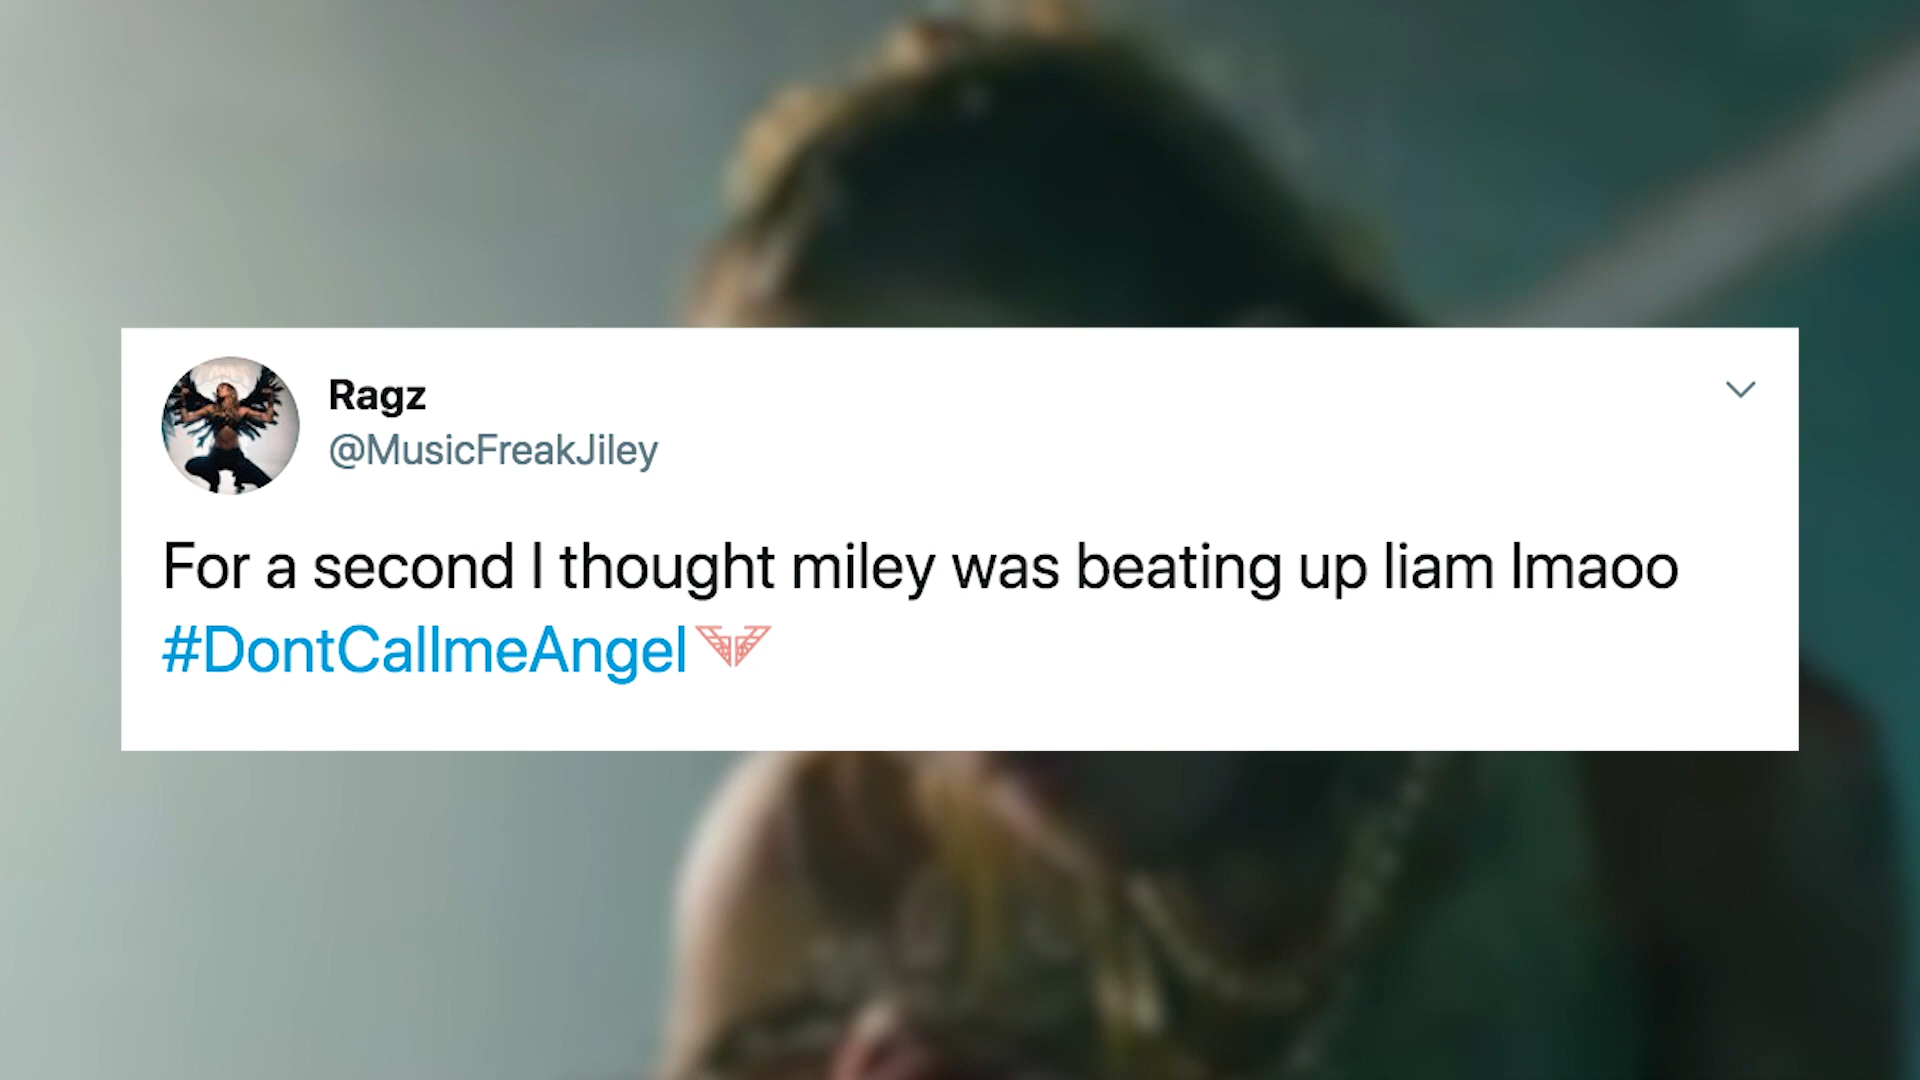 Ragz
@MusicFreakJiley
For a second I thought miley was beating up liam lmaoo
#DontCallmeAngel